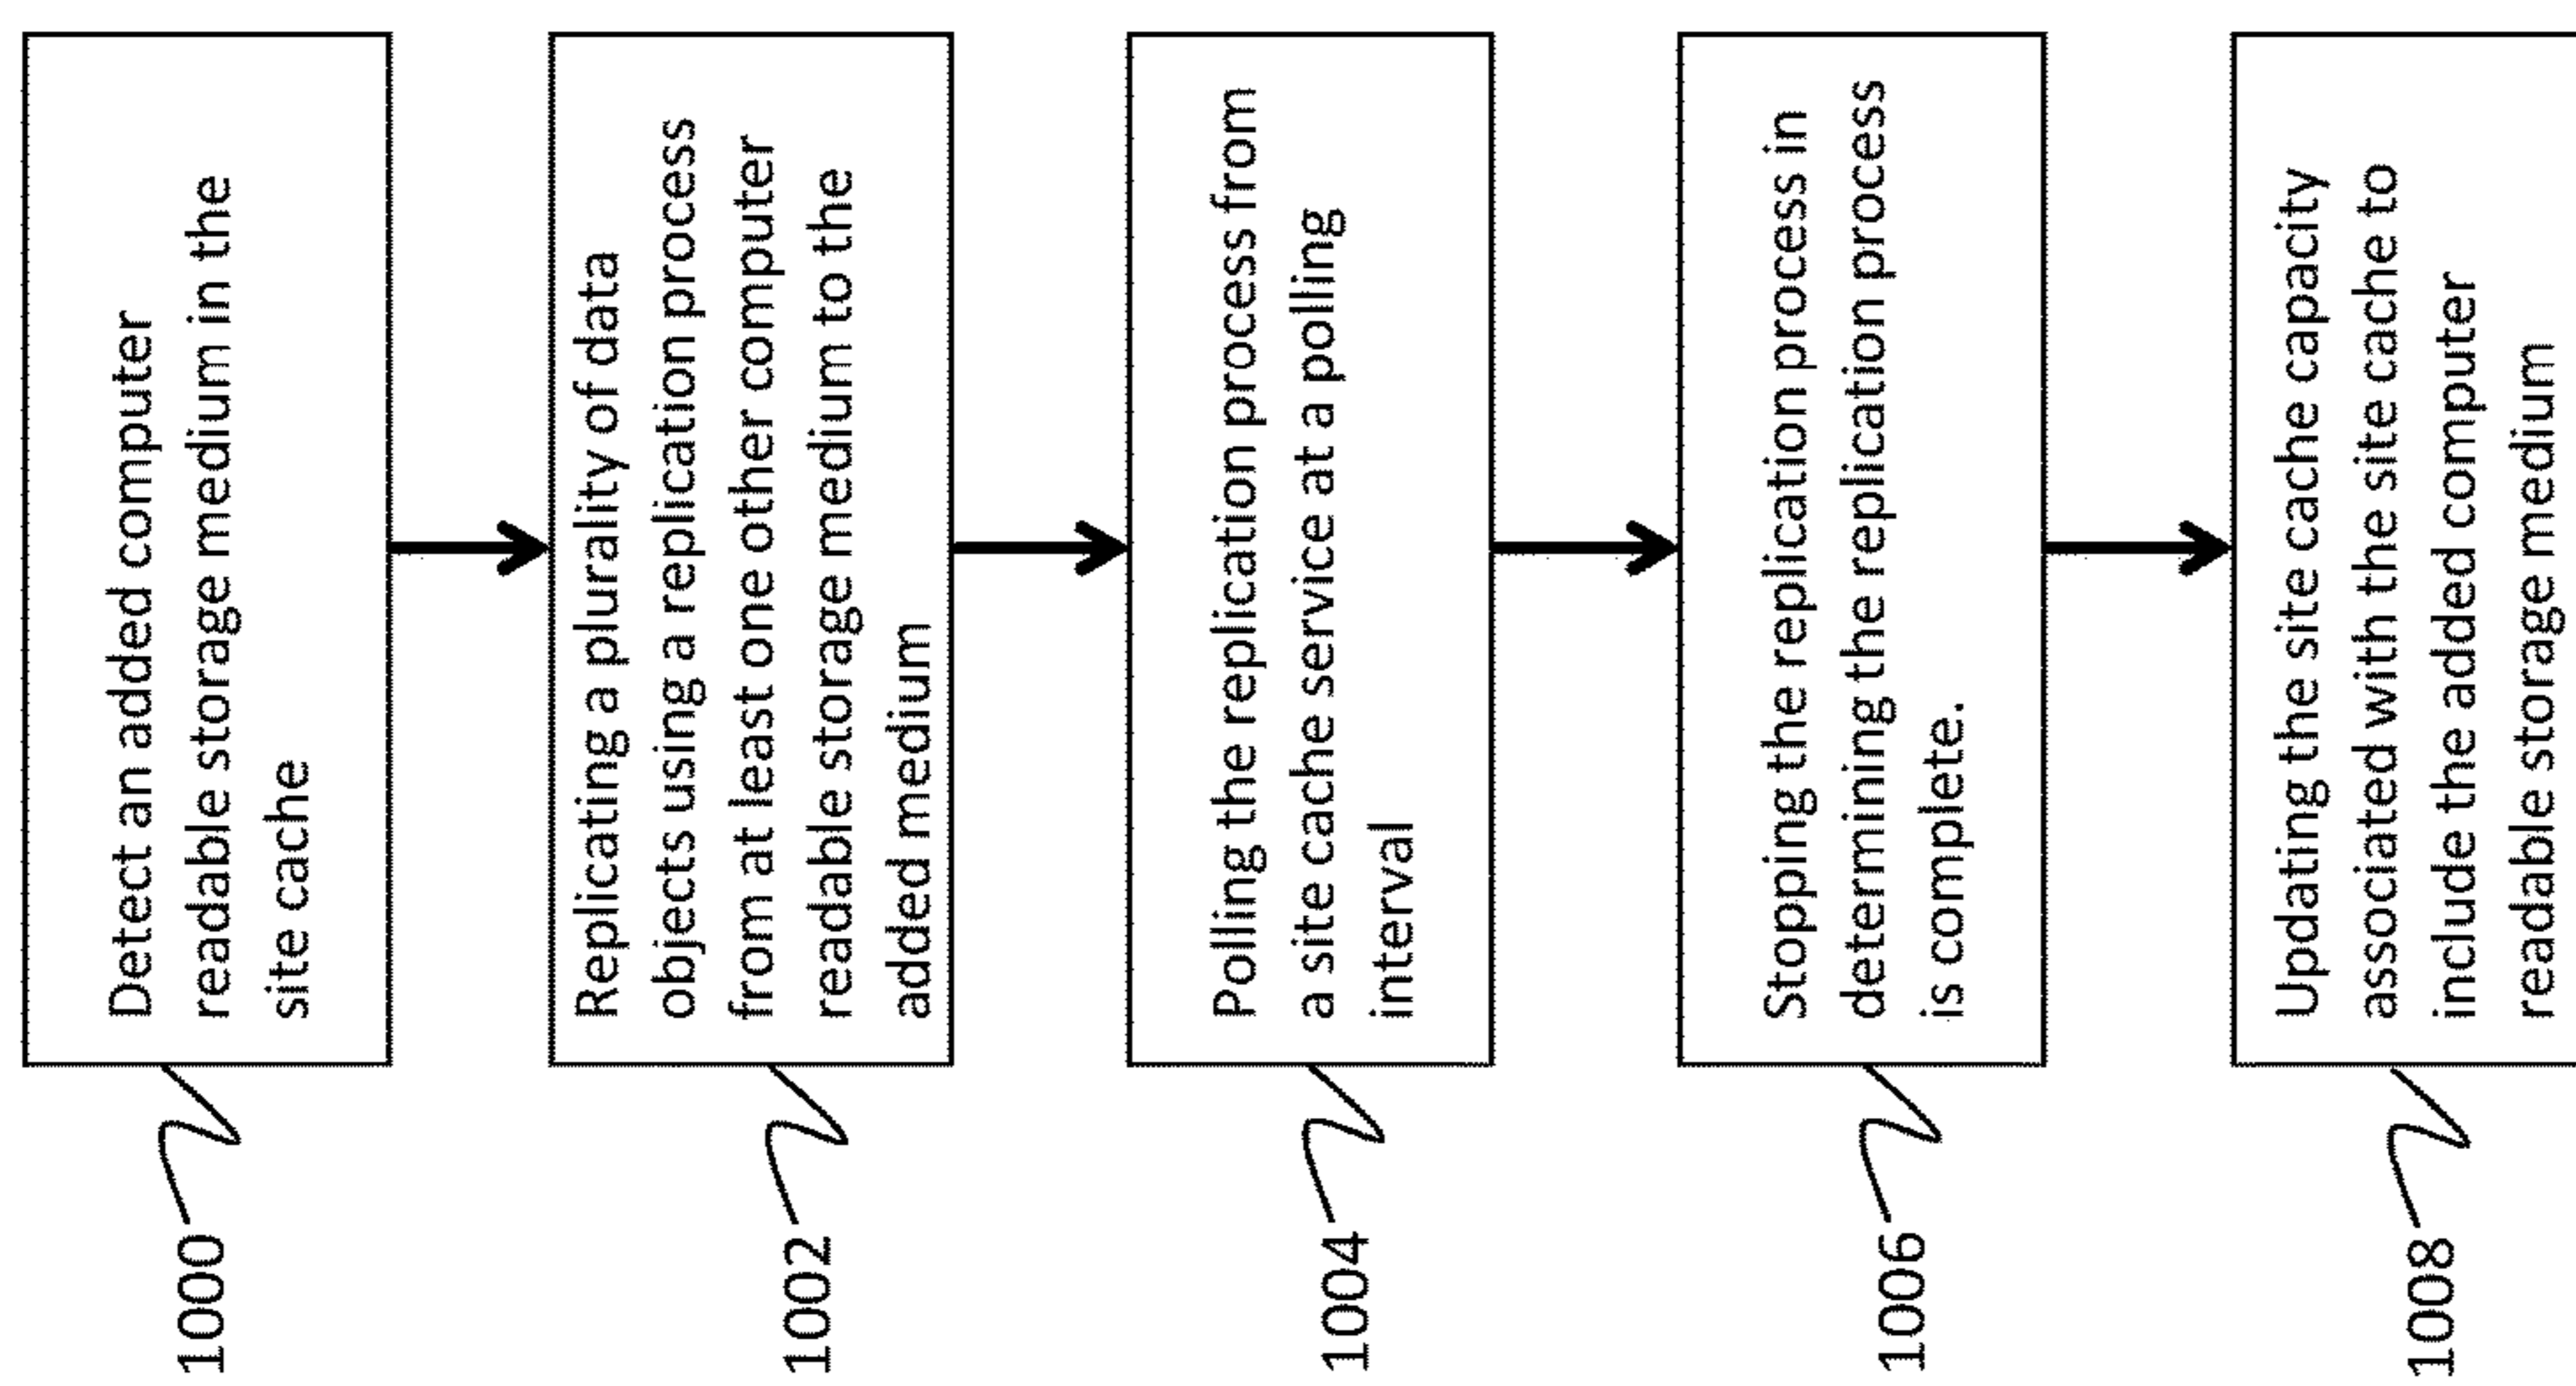 1000
Detect an added computer
readable storage medium in the
site cache
1002
Replicating a plurality of data
objects using a replication process
from at least one other computer
readable storage medium to the
added medium
1004
Polling the replication process from
a site cache service at a polling
interval
1006
Stopping the replication process in
determining the replication process
is complete.
1008
Updating the site cache capacity
associated with the site cache to
include the added computer
readable storage medium